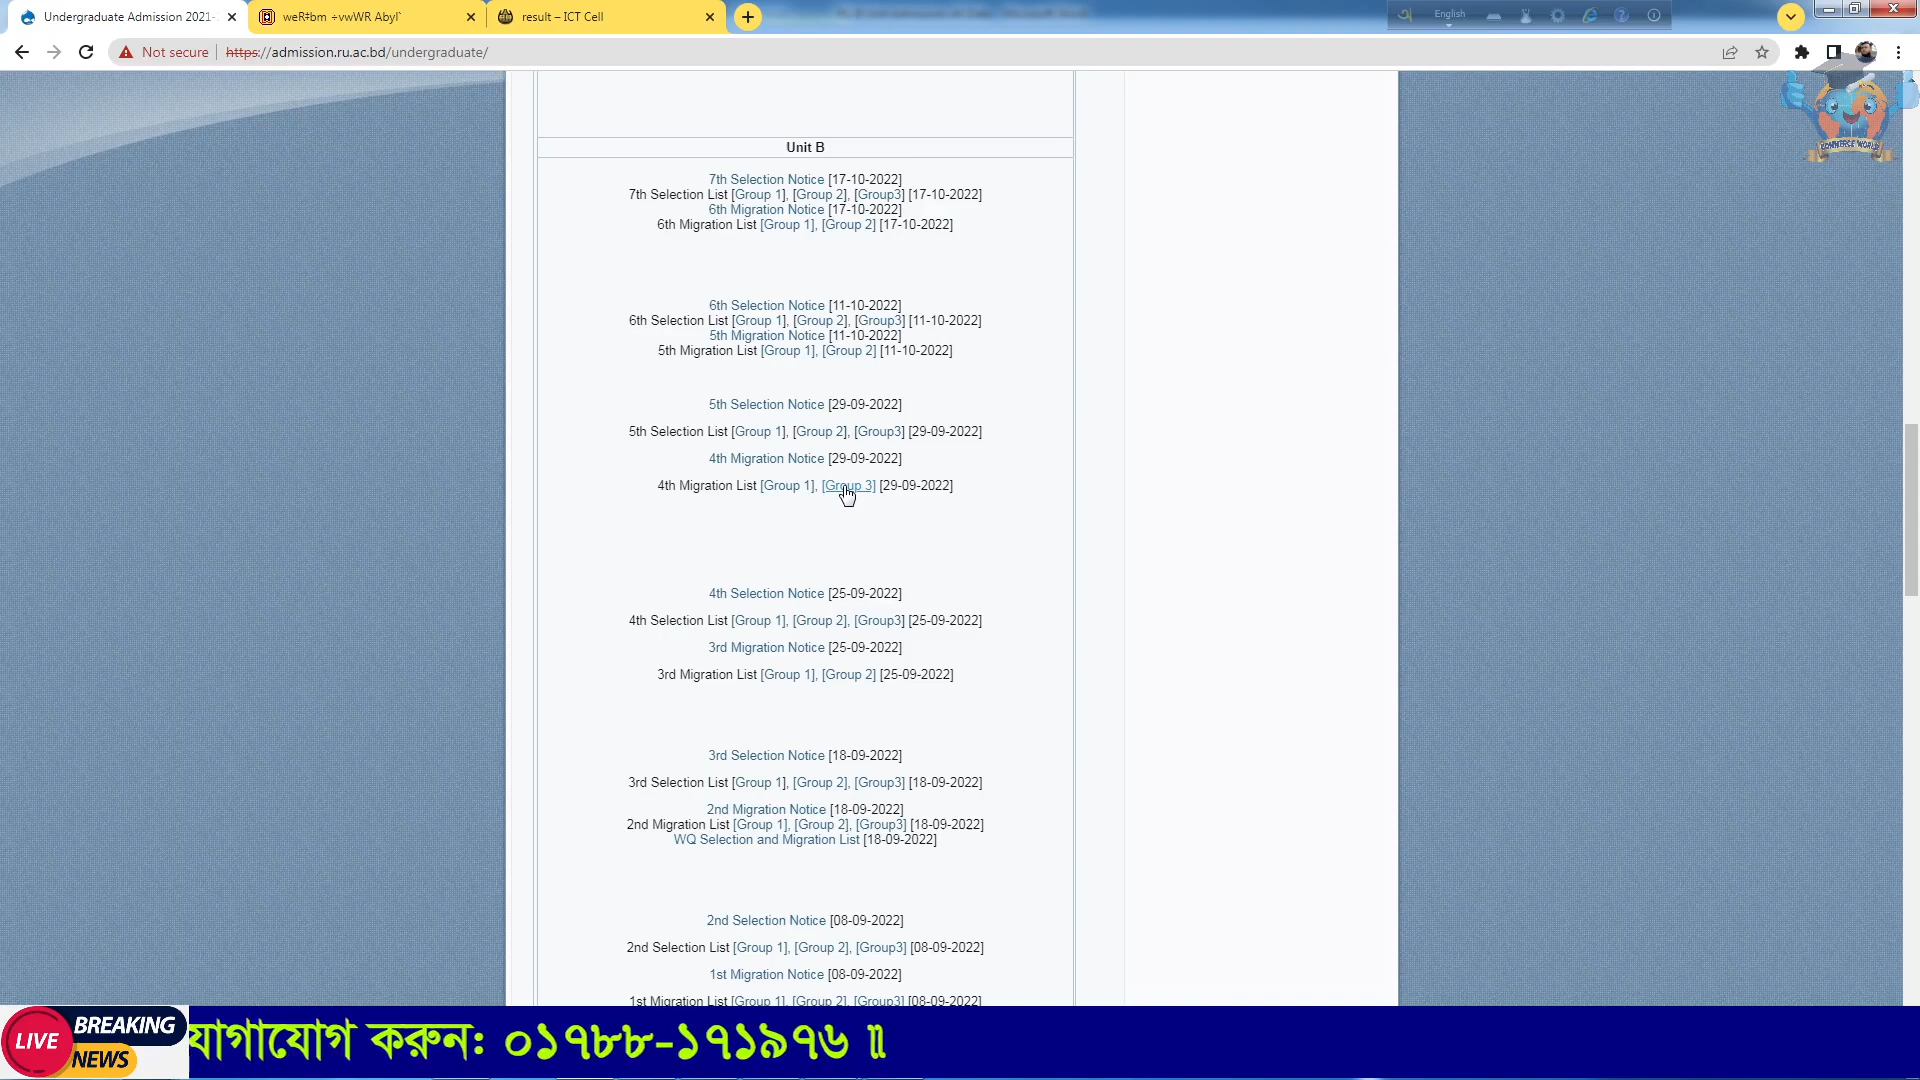 Undergraduate Admission 2021-
weR‡bm ÷vwWR Abyl`
result – ICT Cell
English
Not secure
https://admission.ru.ac.bd/undergraduate/
COMMERCE WORLD
Unit B
7th Selection Notice [17-10-2022]
7th Selection List [Group 1], [Group 2], [Group3] [17-10-2022]
6th Migration Notice [17-10-2022]
6th Migration List [Group 1], [Group 2] [17-10-2022]
6th Selection Notice [11-10-2022]
6th Selection List [Group 1], [Group 2], [Group3] [11-10-2022]
5th Migration Notice [11-10-2022]
5th Migration List [Group 1], [Group 2] [11-10-2022]
5th Selection Notice [29-09-2022]
5th Selection List [Group 1], [Group 2], [Group3] [29-09-2022]
4th Migration Notice [29-09-2022]
4th Migration List [Group 1], [Group 3] [29-09-2022]
4th Selection Notice [25-09-2022]
4th Selection List [Group 1], [Group 2], [Group3] [25-09-2022]
3rd Migration Notice [25-09-2022]
3rd Migration List [Group 1], [Group 2] [25-09-2022]
3rd Selection Notice [18-09-2022]
3rd Selection List [Group 1], [Group 2], [Group3] [18-09-2022]
2nd Migration Notice [18-09-2022]
2nd Migration List [Group 1], [Group 2], [Group3] [18-09-2022]
WQ Selection and Migration List [18-09-2022]
2nd Selection Notice [08-09-2022]
2nd Selection List [Group 1], [Group 2], [Group3] [08-09-2022]
1st Migration Notice [08-09-2022]
1st Migration List [Group 1], [Group 2], [Group3] [08-09-2022]
LIVE BREAKING NEWS
যোগাযোগ করুন: ০১৭৮৮-১৭১৯৭৬ ॥